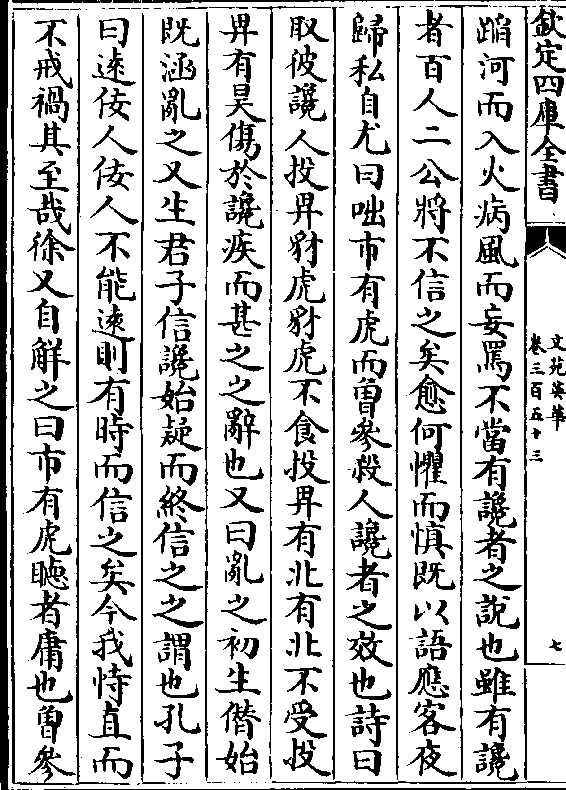 欽定四庫全書
文苑英華
卷三百五十三
七
蹈河而入火病風而妄罵不當有讒者之說也雖有讒
者百人二公將不信之矣愈何懼而慎既以語應客夜
歸私自尤曰咄市有虎而曾參殺人讒者之效也詩曰
取彼讒人投畀豺虎豺虎不食投畀有北有北不受投
畀有昊傷於讒疾而甚之之辭也又曰亂之初生僭始
既涵亂之又生君子信讒始疑而終信之之謂也孔子
曰遠佞人佞人不能遠則有時而信之矣今我恃直而
不戒禍其至哉徐又自解之曰市有虎聽者庸也曾參